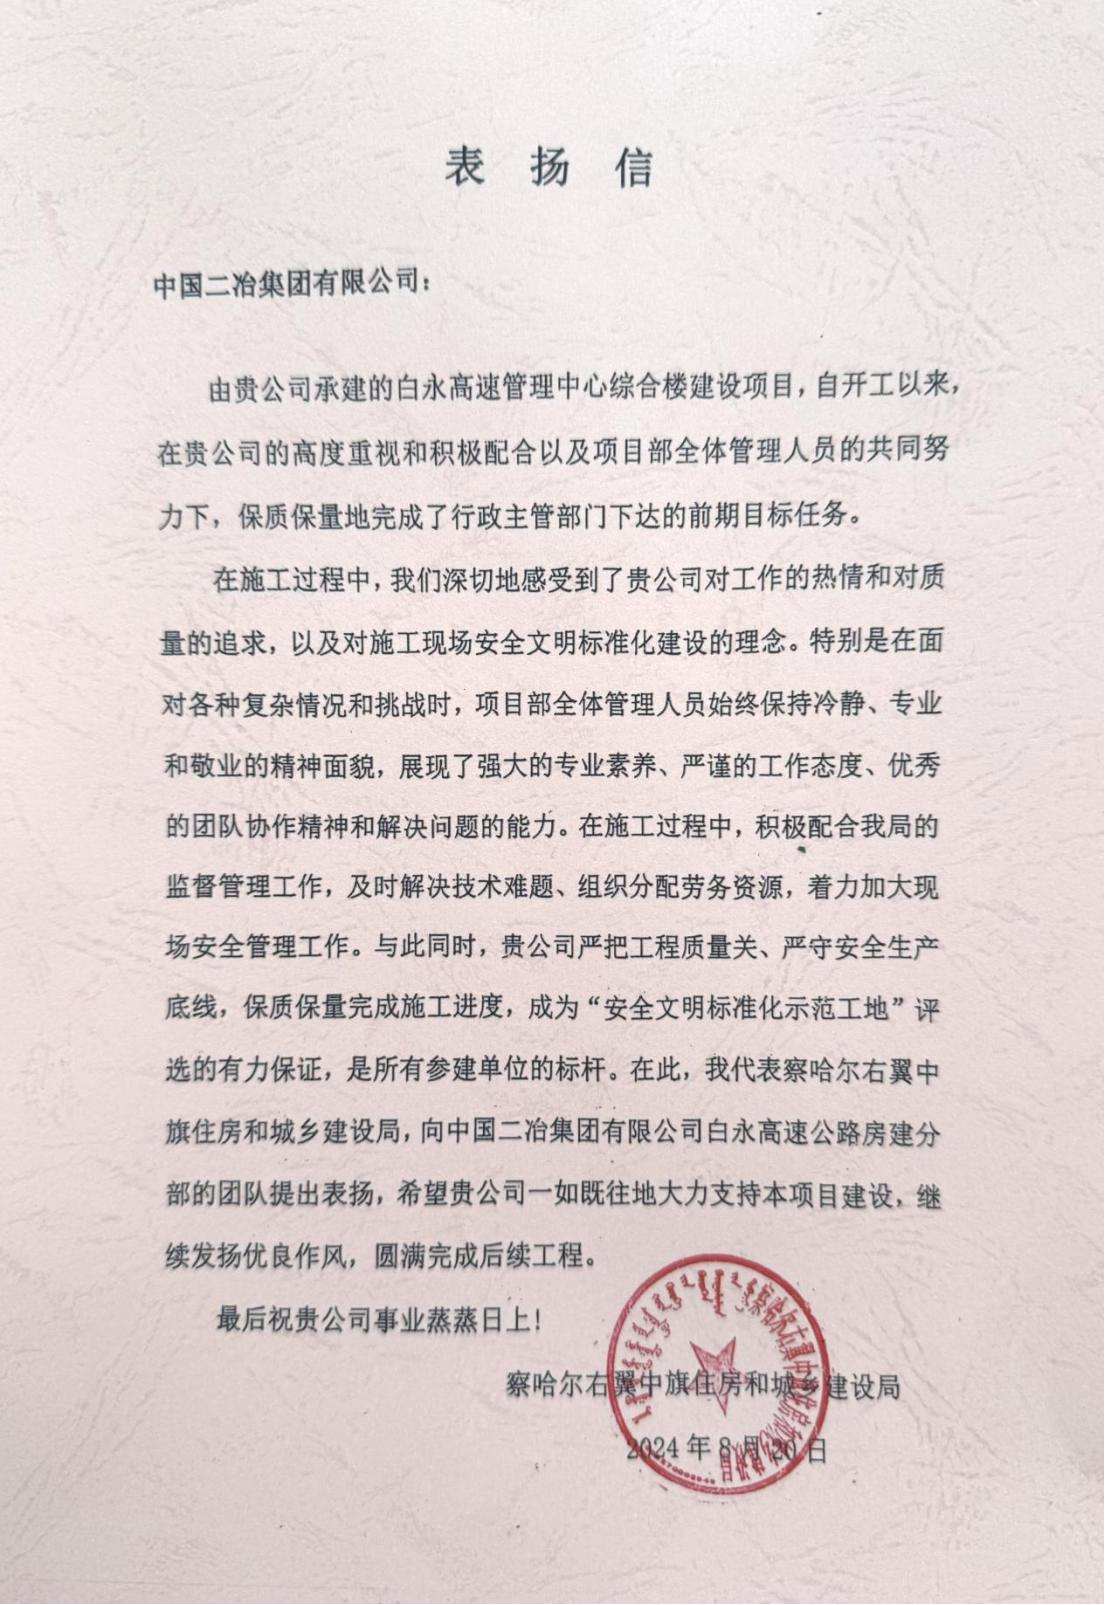 表扬信
中国二冶集团有限公司：
由贵公司承建的白永高速管理中心综合楼建设项目，自开工以来，
在贵公司的高度重视和积极配合以及项目部全体管理人员的共同努
力下，保质保量地完成了行政主管部门下达的前期目标任务。
在施工过程中，我们深切地感受到了贵公司对工作的热情和对质
量的追求，以及对施工现场安全文明标准化建设的理念。特别是在面
对各种复杂情况和挑战时，项目部全体管理人员始终保持冷静、专业
和敬业的精神面貌，展现了强大的专业素养、严谨的工作态度、优秀
的团队协作精神和解决问题的能力。在施工过程中，积极配合我局的
监督管理工作，及时解决技术难题、组织分配劳务资源，着力加大现
场安全管理工作。与此同时，贵公司严把工程质量关、严守安全生产
底线，保质保量完成施工进度，成为“安全文明标准化示范工地”评
选的有力保证，是所有参建单位的标杆。在此，我代表察哈尔右翼中
旗住房和城乡建设局，向中国二冶集团有限公司白永高速公路房建分
部的团队提出表扬，希望贵公司一如既往地大力支持本项目建设，继
续发扬优良作风，圆满完成后续工程。
最后祝贵公司事业蒸蒸日上！
察哈尔右翼中旗住房和城乡建设局
2024年8月20日
察哈尔右翼中旗住房和城乡建设局